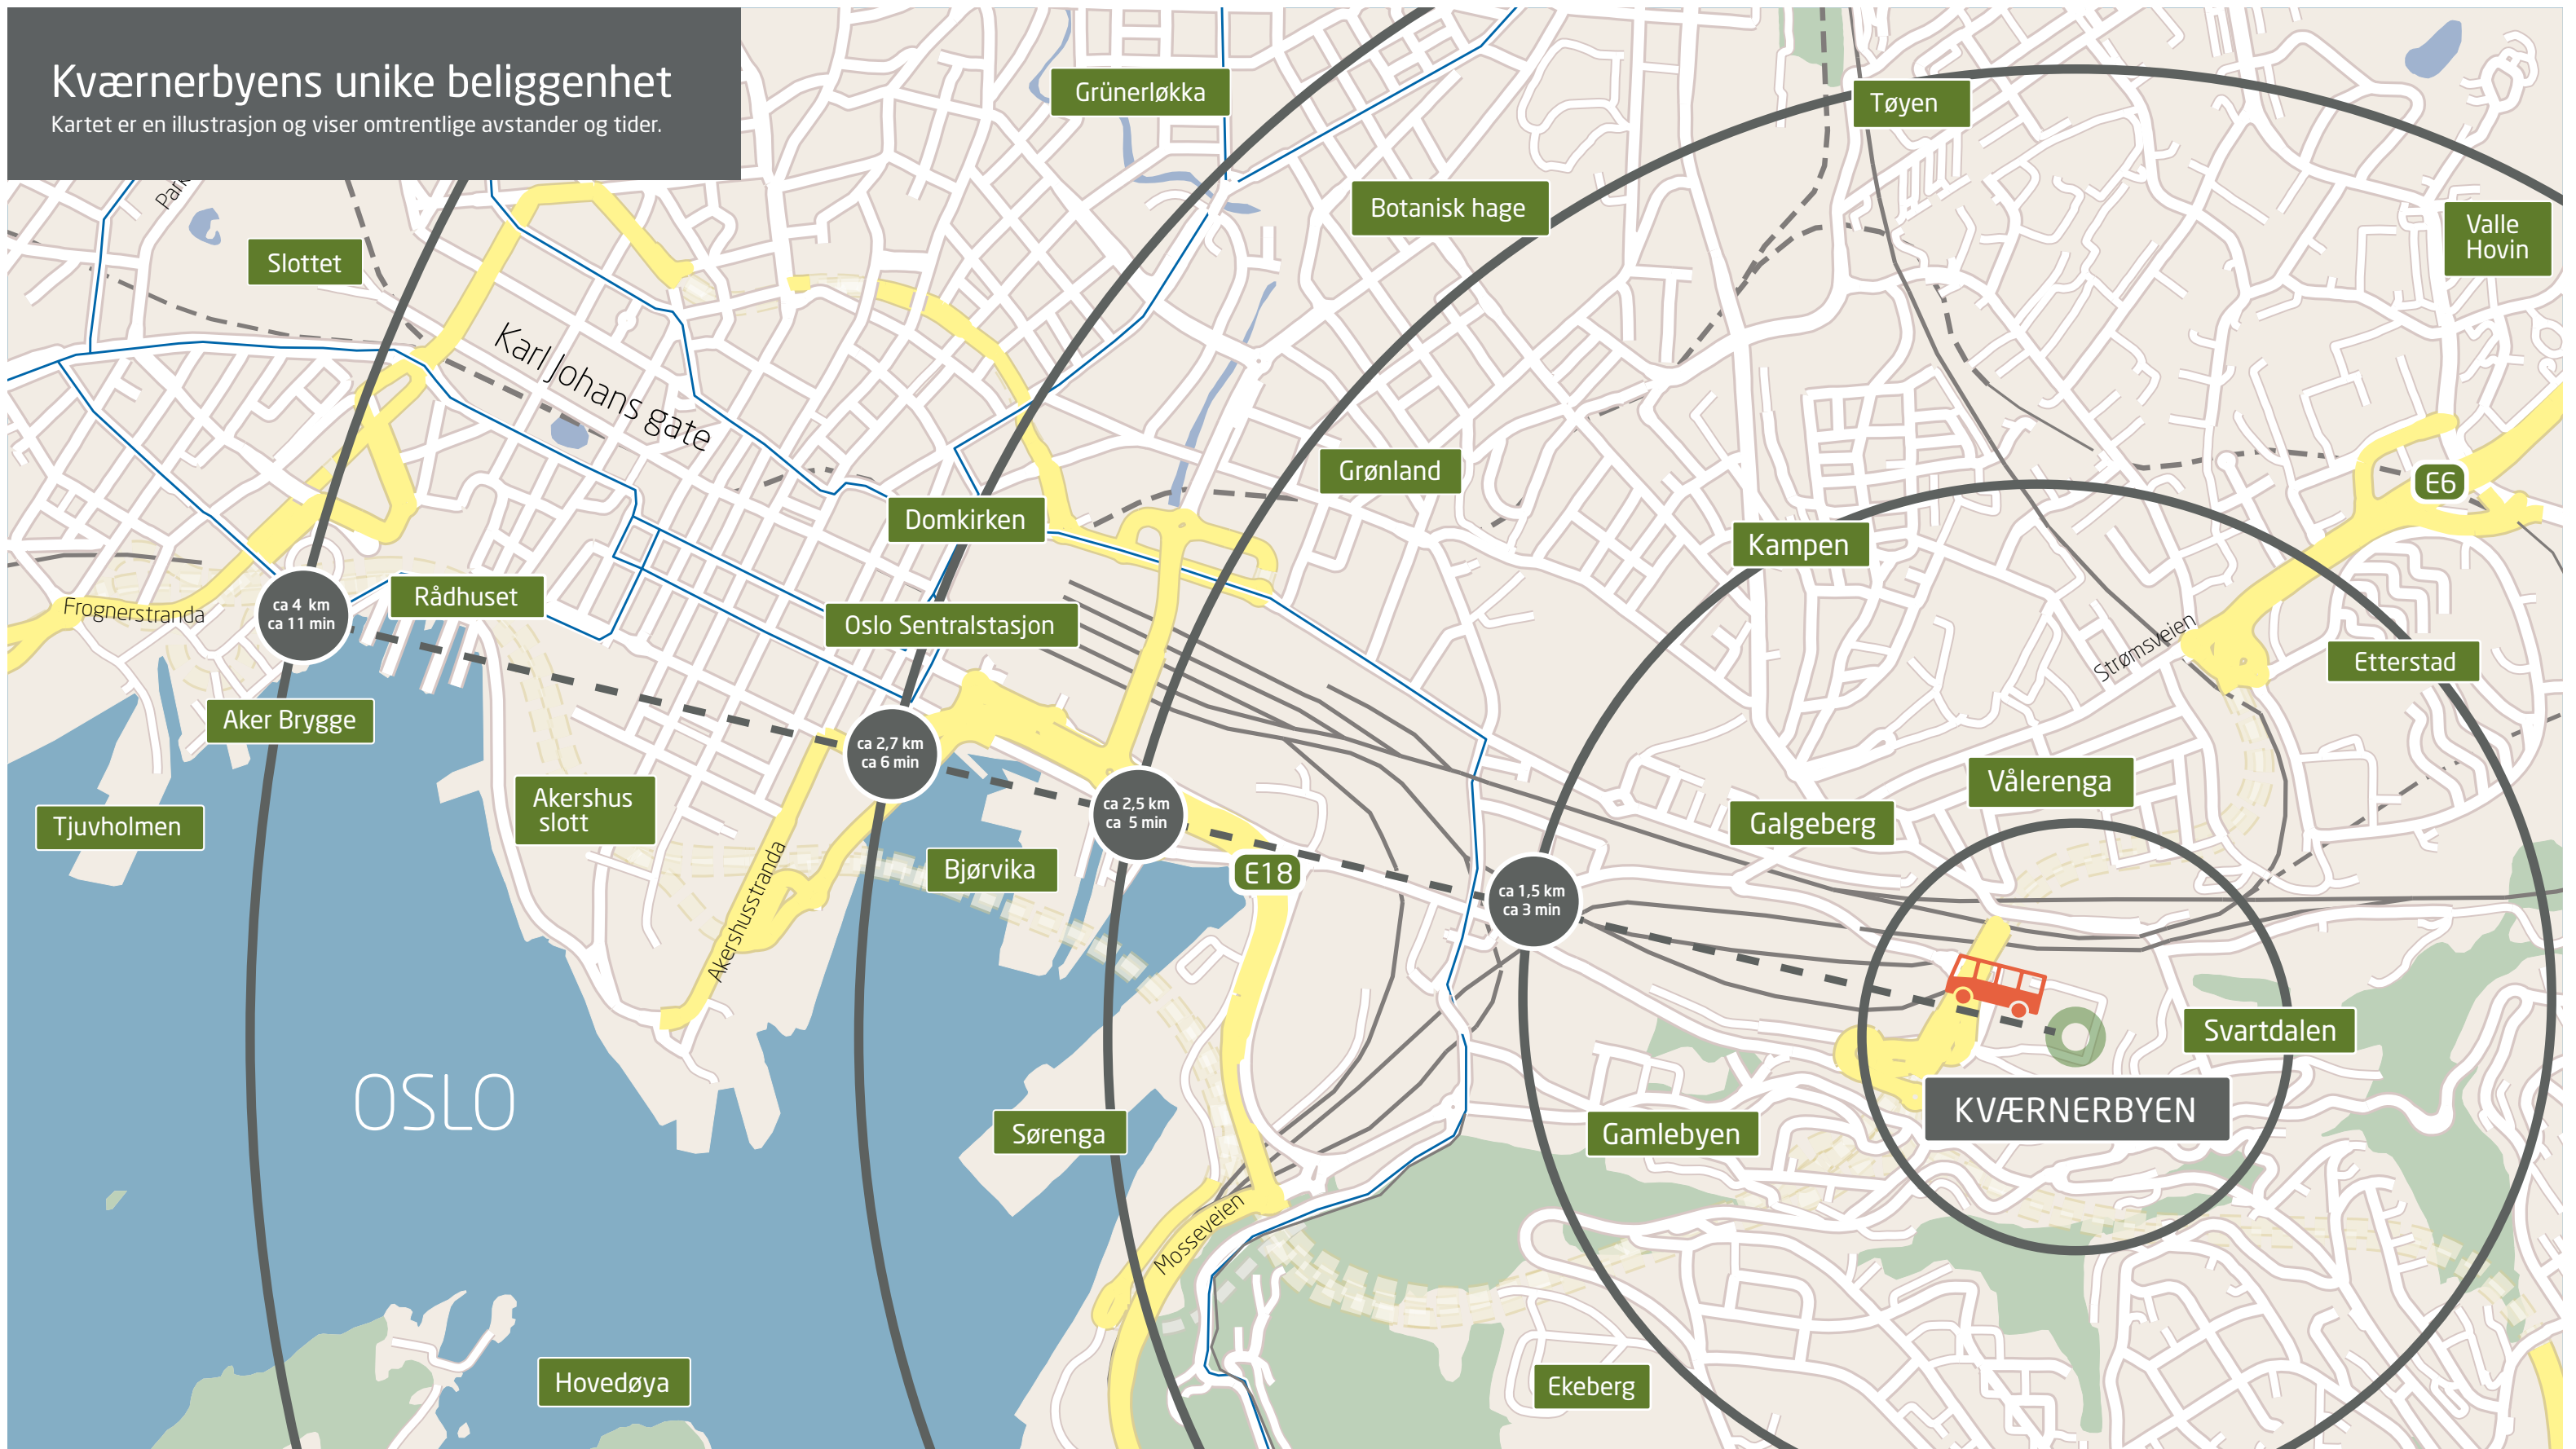 Kværnerbyens unike beliggenhet
Kartet er en illustrasjon og viser omtrentlige avstander og tider.
Grünerløkka
Tøyen
Botanisk hage
Valle
Hovin
Slottet
Karl Johans gate
Grønland
E6
Domkirken
Kampen
Rådhuset
Frognerstranda
ca 4 km
ca 11 min
Oslo Sentralstasjon
Strømsveien
Etterstad
Aker Brygge
ca 2,7 km
ca 6 min
Vålerenga
Akershus
slott
ca 2,5 km
ca 5 min
Tjuvholmen
Galgeberg
Bjørvika
E18
ca 1,5 km
ca 3 min
Akershusstranda
Svartdalen
OSLO
KVÆRNERBYEN
Sørenga
Gamlebyen
Mosseveien
Hovedøya
Ekeberg